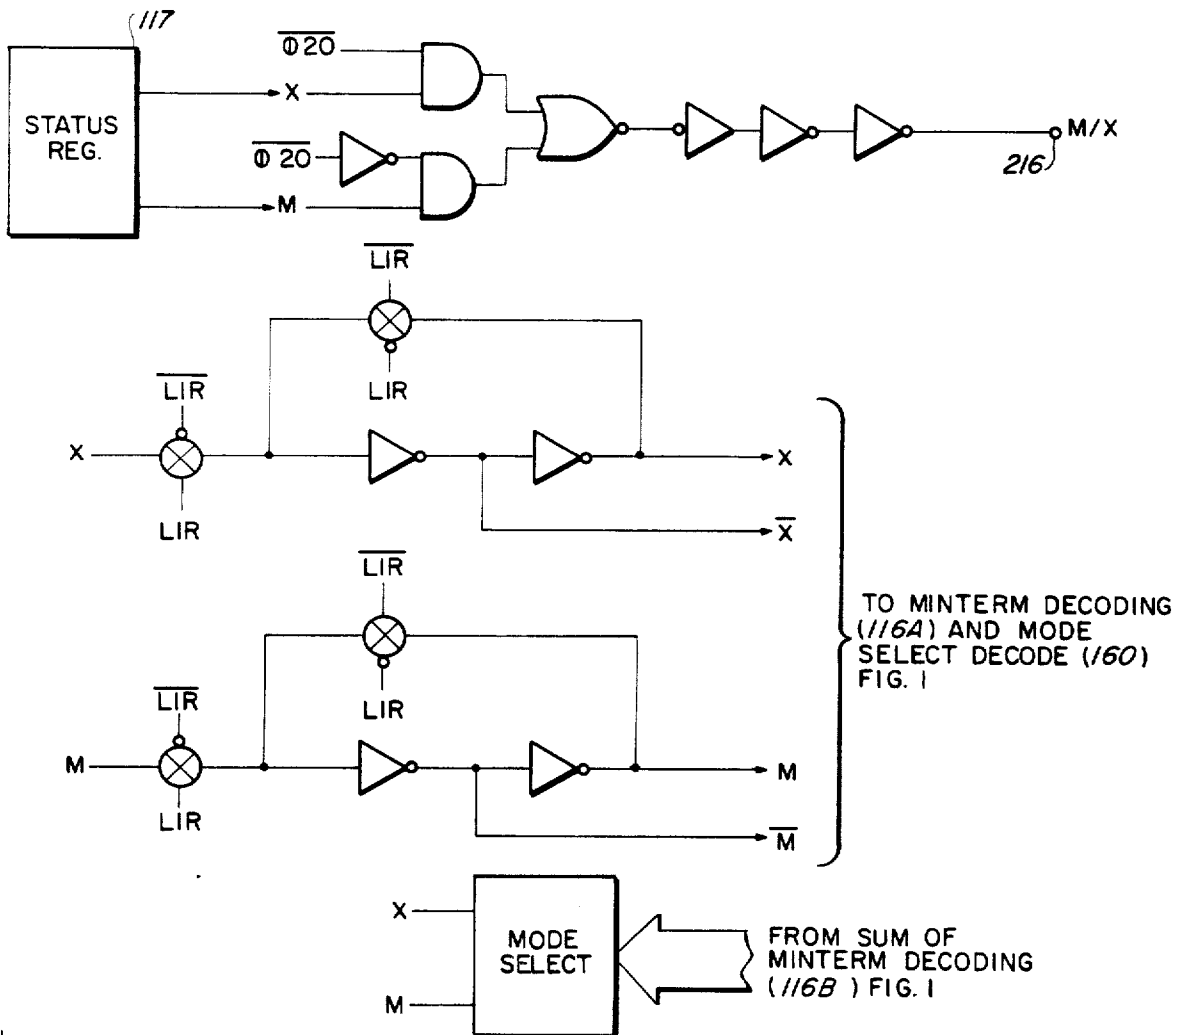 117
STATUS
REG.
Φ20
X
Φ20
M
M/X
216
LIR
LIR
LIR
X
LIR
X
X
LIR
LIR
LIR
M
LIR
M
M
TO MINTERM DECODING
(116A) AND MODE
SELECT DECODE (160)
FIG. 1
X
M
MODE
SELECT
FROM SUM OF
MINTERM DECODING
(116B) FIG. 1